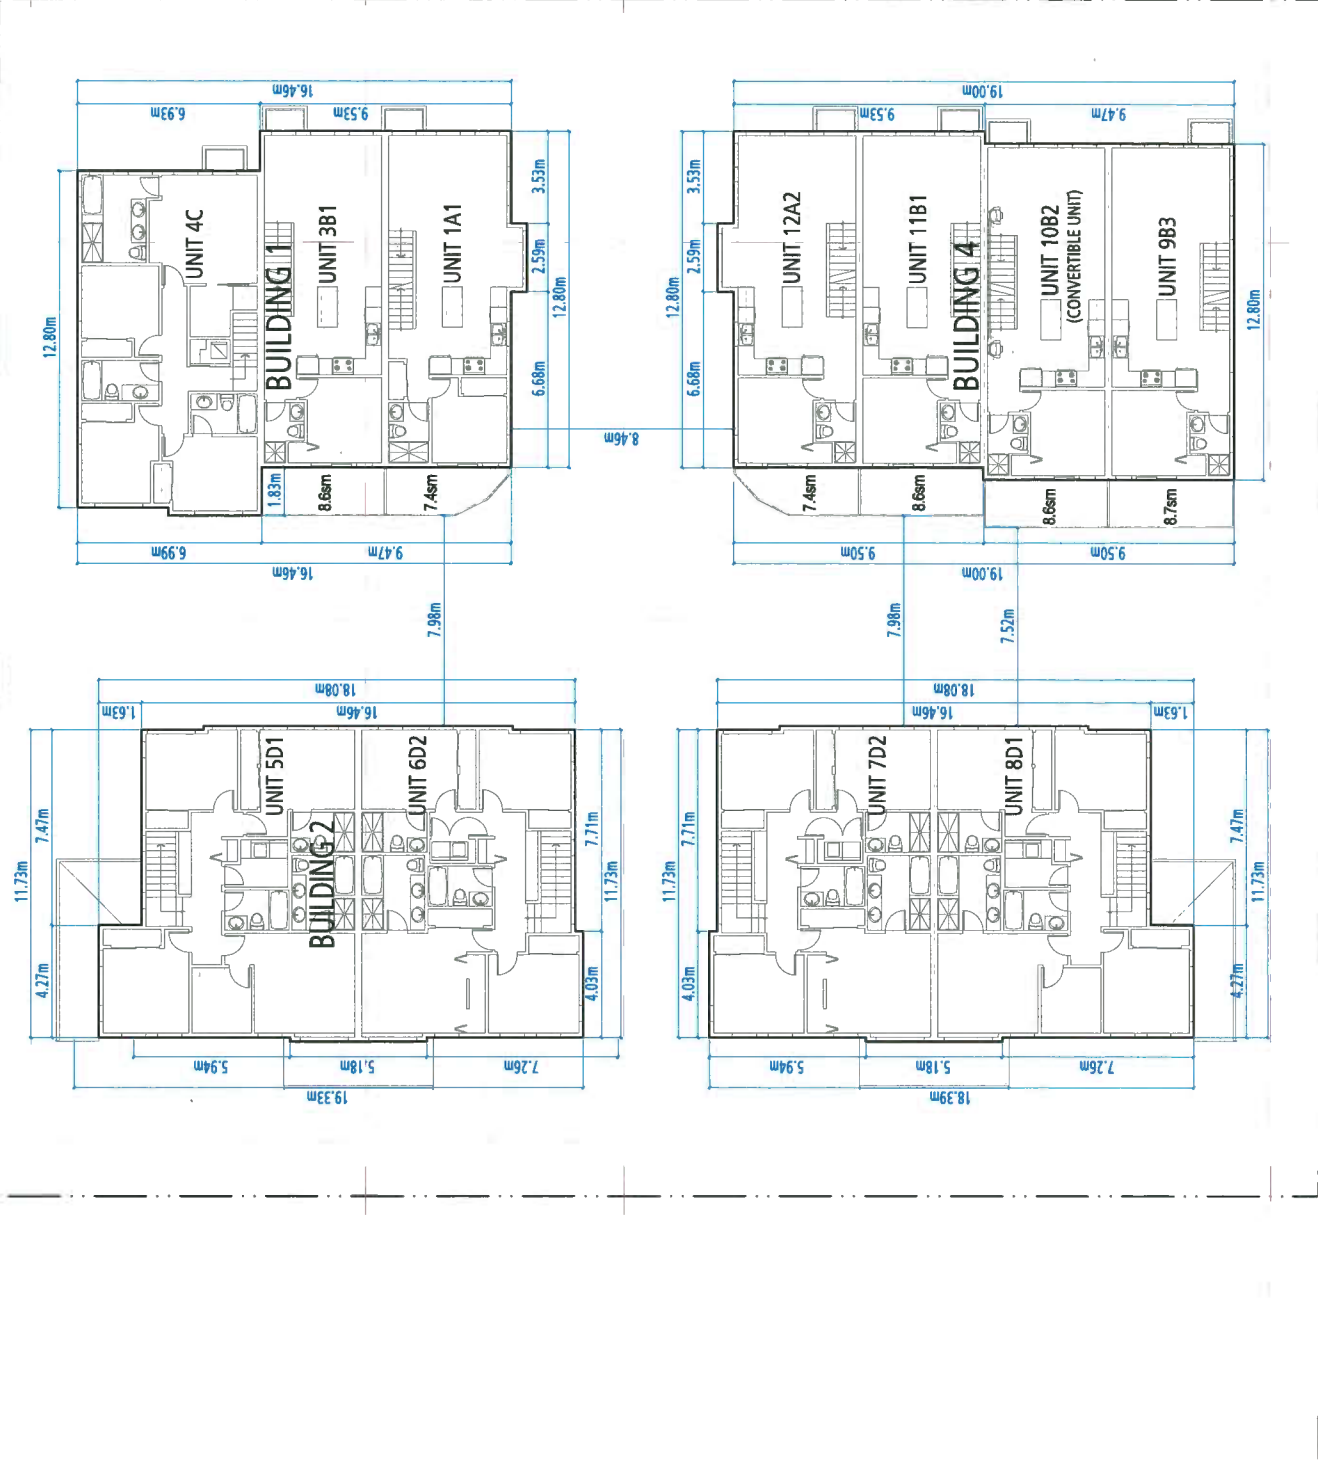 16.46m
6.93m
9.53m
UNIT 4C
BUILDING 1
UNIT 3B1
UNIT 1A1
12.80m
3.53m
2.59m
12.80m
6.68m
1.83m
8.6sm
7.4sm
6.99m
9.47m
16.46m
8.46m
19.00m
9.53m
9.47m
3.53m
2.59m
12.80m
6.68m
UNIT 12A2
UNIT 11B1
BUILDING 4
UNIT 10B2
(CONVERTIBLE UNIT)
UNIT 9B3
12.80m
7.4sm
8.6sm
8.6sm
8.7sm
9.50m
9.50m
19.00m
7.98m
7.98m
7.52m
18.08m
1.63m
16.46m
UNIT 5D1
UNIT 6D2
BUILDING 2
7.47m
11.73m
4.27m
7.71m
11.73m
4.03m
5.94m
5.18m
7.26m
19.33m
18.08m
16.46m
1.63m
UNIT 7D2
UNIT 8D1
7.71m
11.73m
4.03m
7.47m
11.73m
4.27m
5.94m
5.18m
7.26m
18.39m